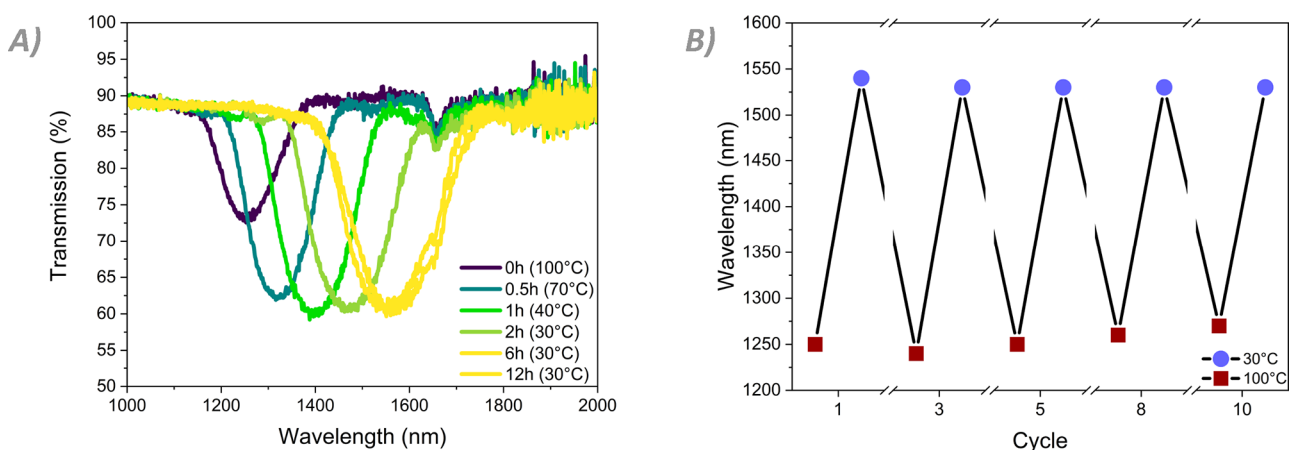 A)
Transmission (%)
100
95
90
85
80
75
70
65
60
55
50
0h (100°C)
0.5h (70°C)
1h (40°C)
2h (30°C)
6h (30°C)
12h (30°C)
1000 1200 1400 1600 1800 2000
Wavelength (nm)
B)
Wavelength (nm)
1600
1550
1500
1450
1400
1350
1300
1250
1200
30°C
100°C
1 3 5 8 10
Cycle